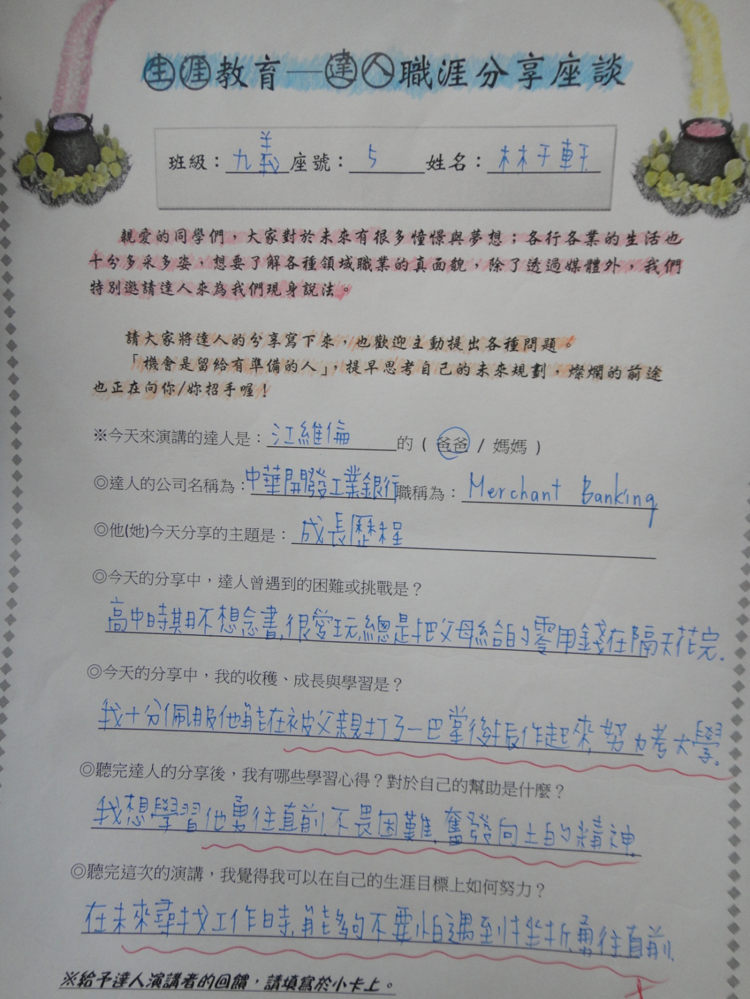 生涯教育—達人職涯分享座談
班級：九義 座號：5 姓名：林子軒
親愛的同學們，大家對於未來有很多憧憬與夢想；各行各業的生活也
十分多采多姿，想要了解各種領域職業的真面貌，除了透過媒體外，我們
特別邀請達人來為我們現身說法。
請大家將達人的分享寫下來，也歡迎主動提出各種問題。
「機會是留給有準備的人」，提早思考自己的未來規劃，燦爛的前途
也正在向你/妳招手喔！
※今天來演講的達人是：江維倫 的（爸爸 / 媽媽）
◎達人的公司名稱為：中華開發工業銀行 職稱為：Merchant Banking
◎他(她)今天分享的主題是：成長歷程
◎今天的分享中，達人曾遇到的困難或挑戰是？
高中時期不想念書,很愛玩,總是把父母給的零用錢在隔天花完.
◎今天的分享中，我的收穫、成長與學習是？
我十分佩服他能在被父親打了一巴掌後振作起來,努力考大學.
◎聽完達人的分享後，我有哪些學習心得？對於自己的幫助是什麼？
我想學習他勇往直前,不畏困難,奮發向上的精神.
◎聽完這次的演講，我覺得我可以在自己的生涯目標上如何努力？
在未來尋找工作時,能夠不要怕遇到挫折,勇往直前.
※給予達人演講者的回饋，請填寫於小卡上。